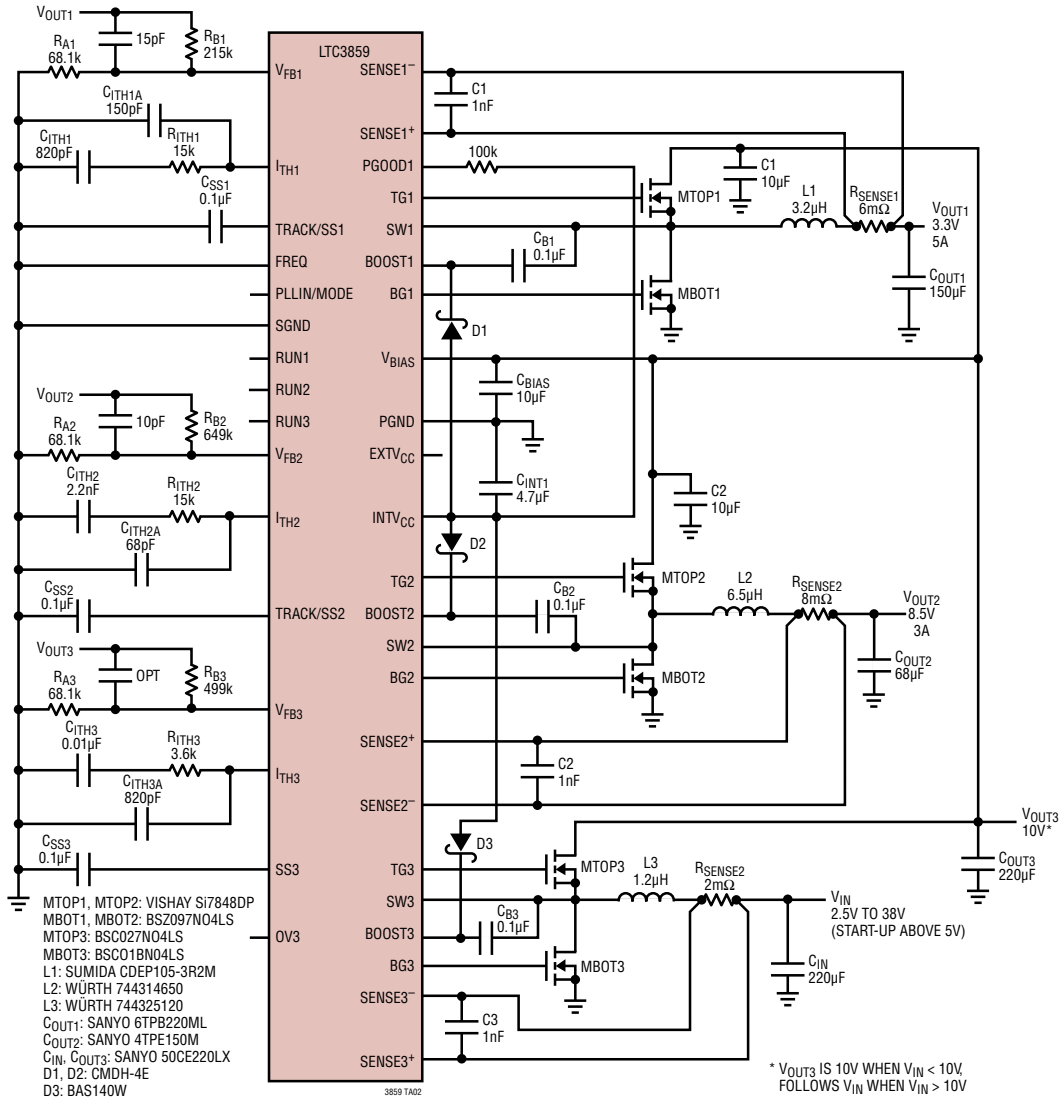 VOUT1
15pF
RB1
215k
RA1
68.1k
VFB1
CITH1A
150pF
CITH1
820pF
RITH1
15k
ITH1
CSS1
0.1µF
TRACK/SS1
FREQ
PLLIN/MODE
SGND
RUN1
RUN2
RUN3
VOUT2
10pF
RB2
649k
RA2
68.1k
VFB2
CITH2
2.2nF
RITH2
15k
ITH2
CITH2A
68pF
CSS2
0.1µF
TRACK/SS2
VOUT3
OPT
RB3
499k
RA3
68.1k
VFB3
CITH3
0.01µF
RITH3
3.6k
ITH3
CITH3A
820pF
CSS3
0.1µF
SS3
OV3
LTC3859
SENSE1–
C1
1nF
SENSE1+
PGOOD1
100k
TG1
MTOP1
C1
10µF
L1
3.2µH
RSENSE1
6mΩ
VOUT1
3.3V
5A
SW1
CB1
0.1µF
BOOST1
BG1
MBOT1
COUT1
150µF
D1
VBIAS
CBIAS
10µF
PGND
EXTVCC
CINT1
4.7µF
INTVCC
C2
10µF
D2
TG2
MTOP2
L2
6.5µH
RSENSE2
8mΩ
VOUT2
8.5V
3A
BOOST2
CB2
0.1µF
SW2
BG2
MBOT2
COUT2
68µF
SENSE2+
C2
1nF
SENSE2–
D3
VOUT3
10V*
COUT3
220µF
TG3
MTOP3
L3
1.2µH
RSENSE2
2mΩ
VIN
2.5V TO 38V
(START-UP ABOVE 5V)
SW3
CB3
0.1µF
BOOST3
BG3
MBOT3
CIN
220µF
SENSE3–
C3
1nF
SENSE3+
MTOP1, MTOP2: VISHAY Si7848DP
MBOT1, MBOT2: BSZ097NO4LS
MTOP3: BSC027NO4LS
MBOT3: BSCO1BN04LS
L1: SUMIDA CDEP105-3R2M
L2: WÜRTH 744314650
L3: WÜRTH 744325120
COUT1: SANYO 6TPB220ML
COUT2: SANYO 4TPE150M
CIN, COUT3: SANYO 50CE220LX
D1, D2: CMDH-4E
D3: BAS140W
3859 TA02
* VOUT3 IS 10V WHEN VIN < 10V,
FOLLOWS VIN WHEN VIN > 10V